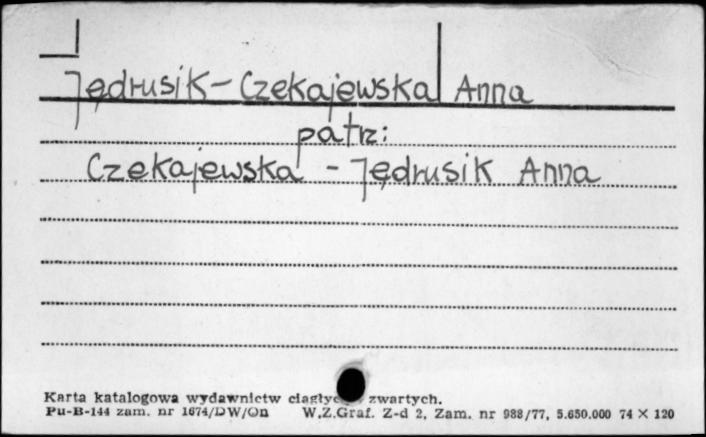 Jędrusik-Czekajewska Anna
patrz:
Czekajewska - Jędrusik Anna
Karta katalogowa wydawnictw zwartych.
Pu-B-144 zam. nr 1674/DW/On W.Z.Graf. Z-d 2, Zam. nr 988/77, 5.650.000 74 X 120